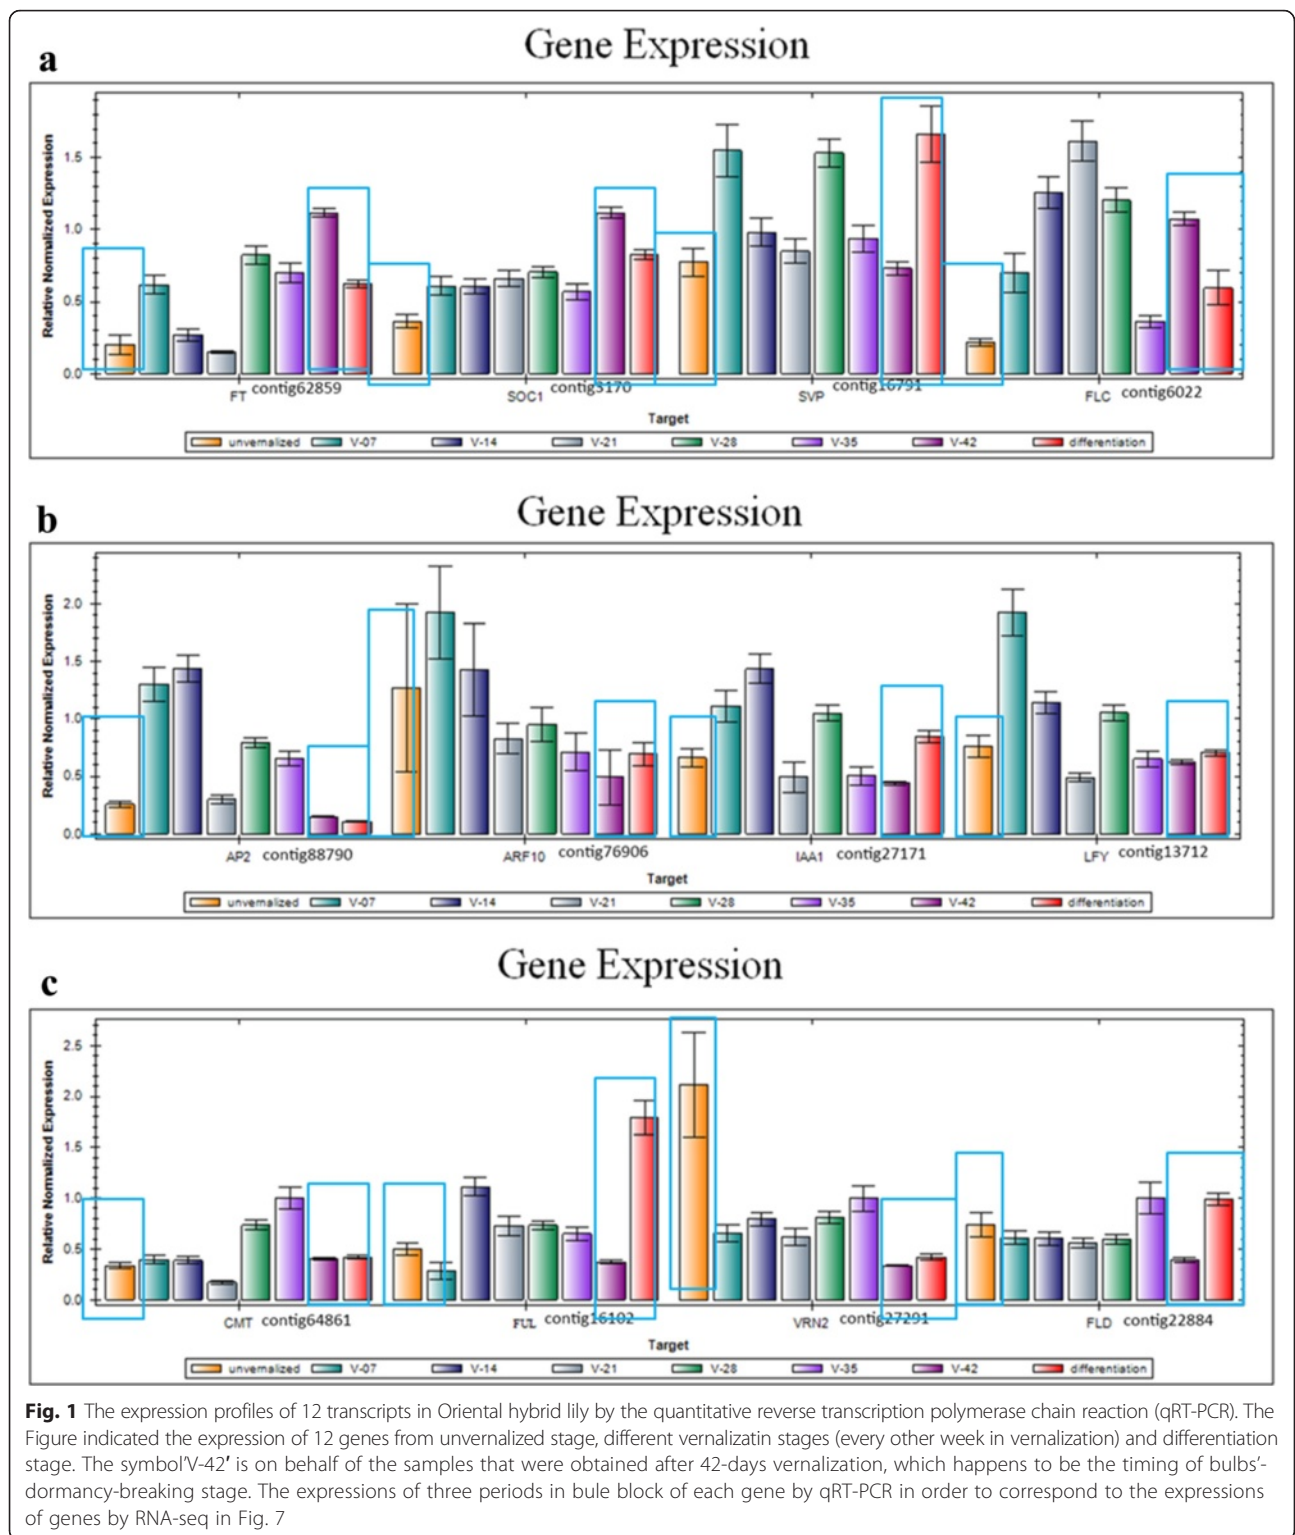 a
Gene Expression
Relative Normalized Expression
1.5
1.0
0.5
0.0
FT contig62859 SOC1 contig3170 SVP contig16791 FLC contig6022
Target
unvernalized V-07 V-14 V-21 V-28 V-35 V-42 differentiation
b
Gene Expression
Relative Normalized Expression
2.0
1.5
1.0
0.5
0.0
AP2 contig88790 ARF10 contig76906 IAA1 contig27171 LFY contig13712
Target
unvernalized V-07 V-14 V-21 V-28 V-35 V-42 differentiation
c
Gene Expression
Relative Normalized Expression
2.5
2.0
1.5
1.0
0.5
0.0
CMT contig64861 FUL contig16102 VRN2 contig27291 FLD contig22884
Target
unvernalized V-07 V-14 V-21 V-28 V-35 V-42 differentiation
Fig. 1 The expression profiles of 12 transcripts in Oriental hybrid lily by the quantitative reverse transcription polymerase chain reaction (qRT-PCR). The
Figure indicated the expression of 12 genes from unvernalized stage, different vernalizatin stages (every other week in vernalization) and differentiation
stage. The symbol'V-42′ is on behalf of the samples that were obtained after 42-days vernalization, which happens to be the timing of bulbs'-
dormancy-breaking stage. The expressions of three periods in bule block of each gene by qRT-PCR in order to correspond to the expressions
of genes by RNA-seq in Fig. 7